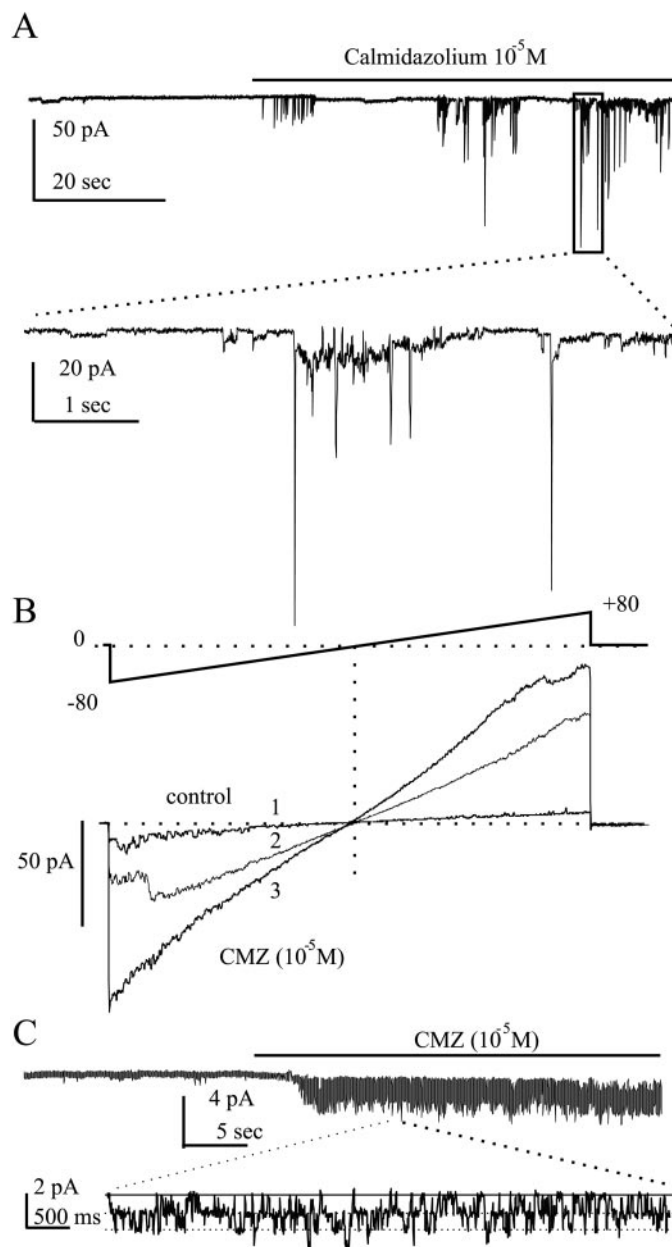 A
Calmidazolium 10⁻⁵M
50 pA
20 sec
20 pA
1 sec
B
+80
0
-80
control
1
2
50 pA
3
CMZ (10⁻⁵M)
C
CMZ (10⁻⁵M)
4 pA
5 sec
2 pA
500 ms